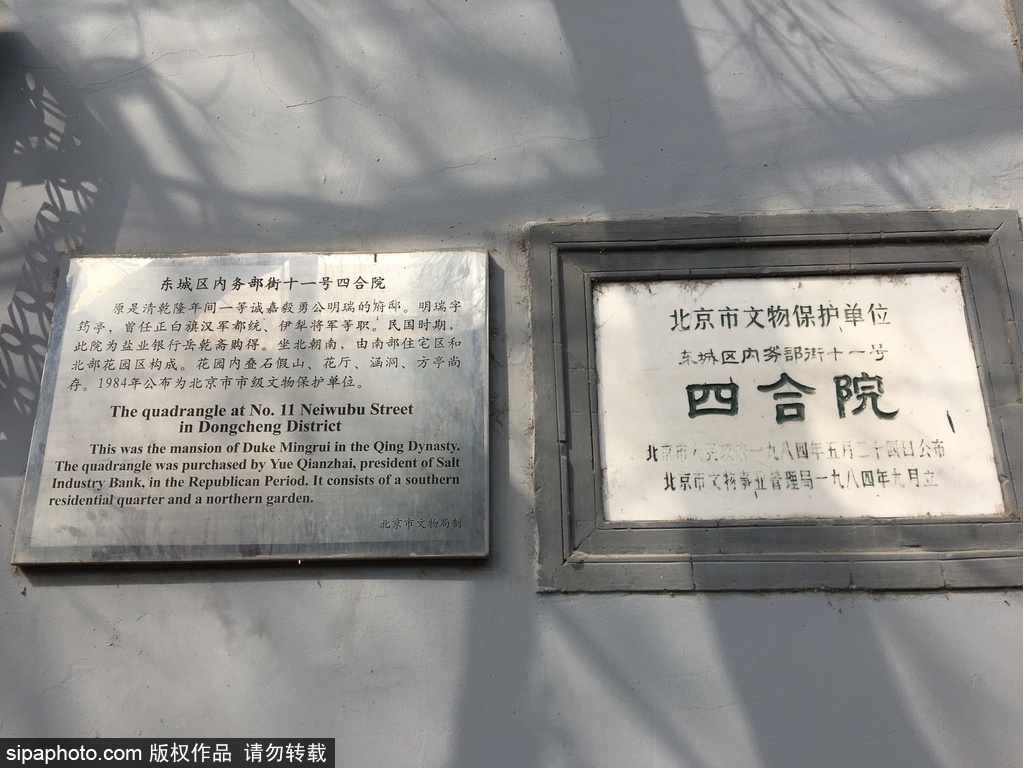 东城区内务部街十一号四合院
原是清乾隆年间一等诚嘉毅勇公明瑞的府邸。明瑞字
筠亭，曾任正白旗汉军都统、伊犁将军等职。民国时期，
此院为盐业银行岳乾斋购得。坐北朝南，由南部住宅区和
北部花园区构成。花园内叠石假山、花厅、涵洞、方亭尚
存。1984年公布为北京市市级文物保护单位。
The quadrangle at No. 11 Neiwubu Street
in Dongcheng District
This was the mansion of Duke Mingrui in the Qing Dynasty.
The quadrangle was purchased by Yue Qianzhai, president of Salt
Industry Bank, in the Republican Period. It consists of a southern
residential quarter and a northern garden.
北京市文物局制
北京市文物保护单位
东城区内务部街十一号
四合院
北京市人民政府一九八四年五月二十四日公布
北京市文物事业管理局一九八四年九月立
sipaphoto.com 版权作品 请勿转载